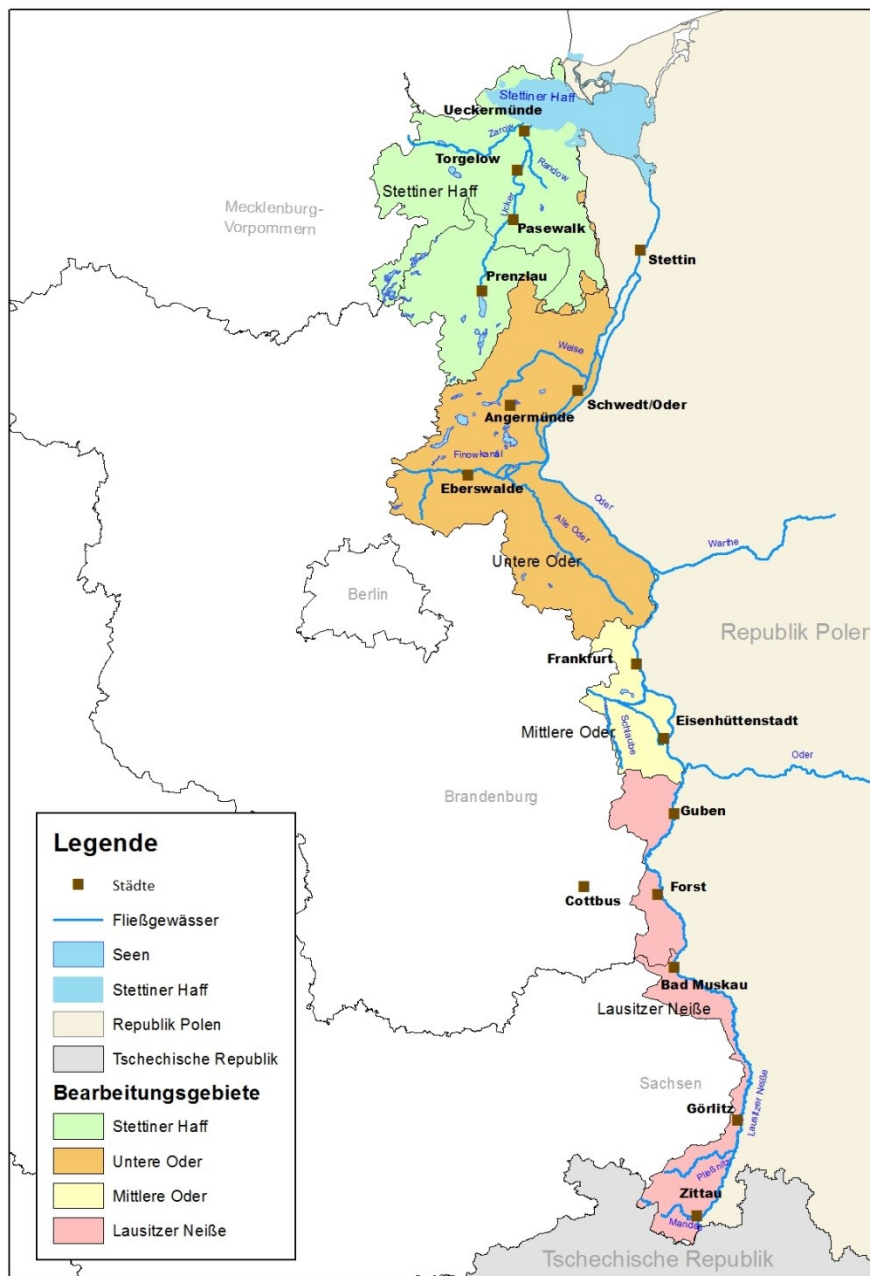 Stettiner Haff
Ueckermünde
Zarow
Torgelow
Randow
Stettiner Haff
Ucker
Mecklenburg-
Vorpommern
Pasewalk
Stettin
Prenzlau
Welse
Schwedt/Oder
Angermünde
Finowkanal
Eberswalde
Oder
Alte Oder
Warthe
Untere Oder
Berlin
Republik Polen
Frankfurt
Eisenhüttenstadt
Schlaube
Mittlere Oder
Oder
Brandenburg
Guben
Cottbus
Forst
Bad Muskau
Lausitzer Neiße
Sachsen
Lausitzer Neiße
Görlitz
Pließnitz
Zittau
Mandau
Tschechische Republik
Legende
Städte
Fließgewässer
Seen
Stettiner Haff
Republik Polen
Tschechische Republik
Bearbeitungsgebiete
Stettiner Haff
Untere Oder
Mittlere Oder
Lausitzer Neiße